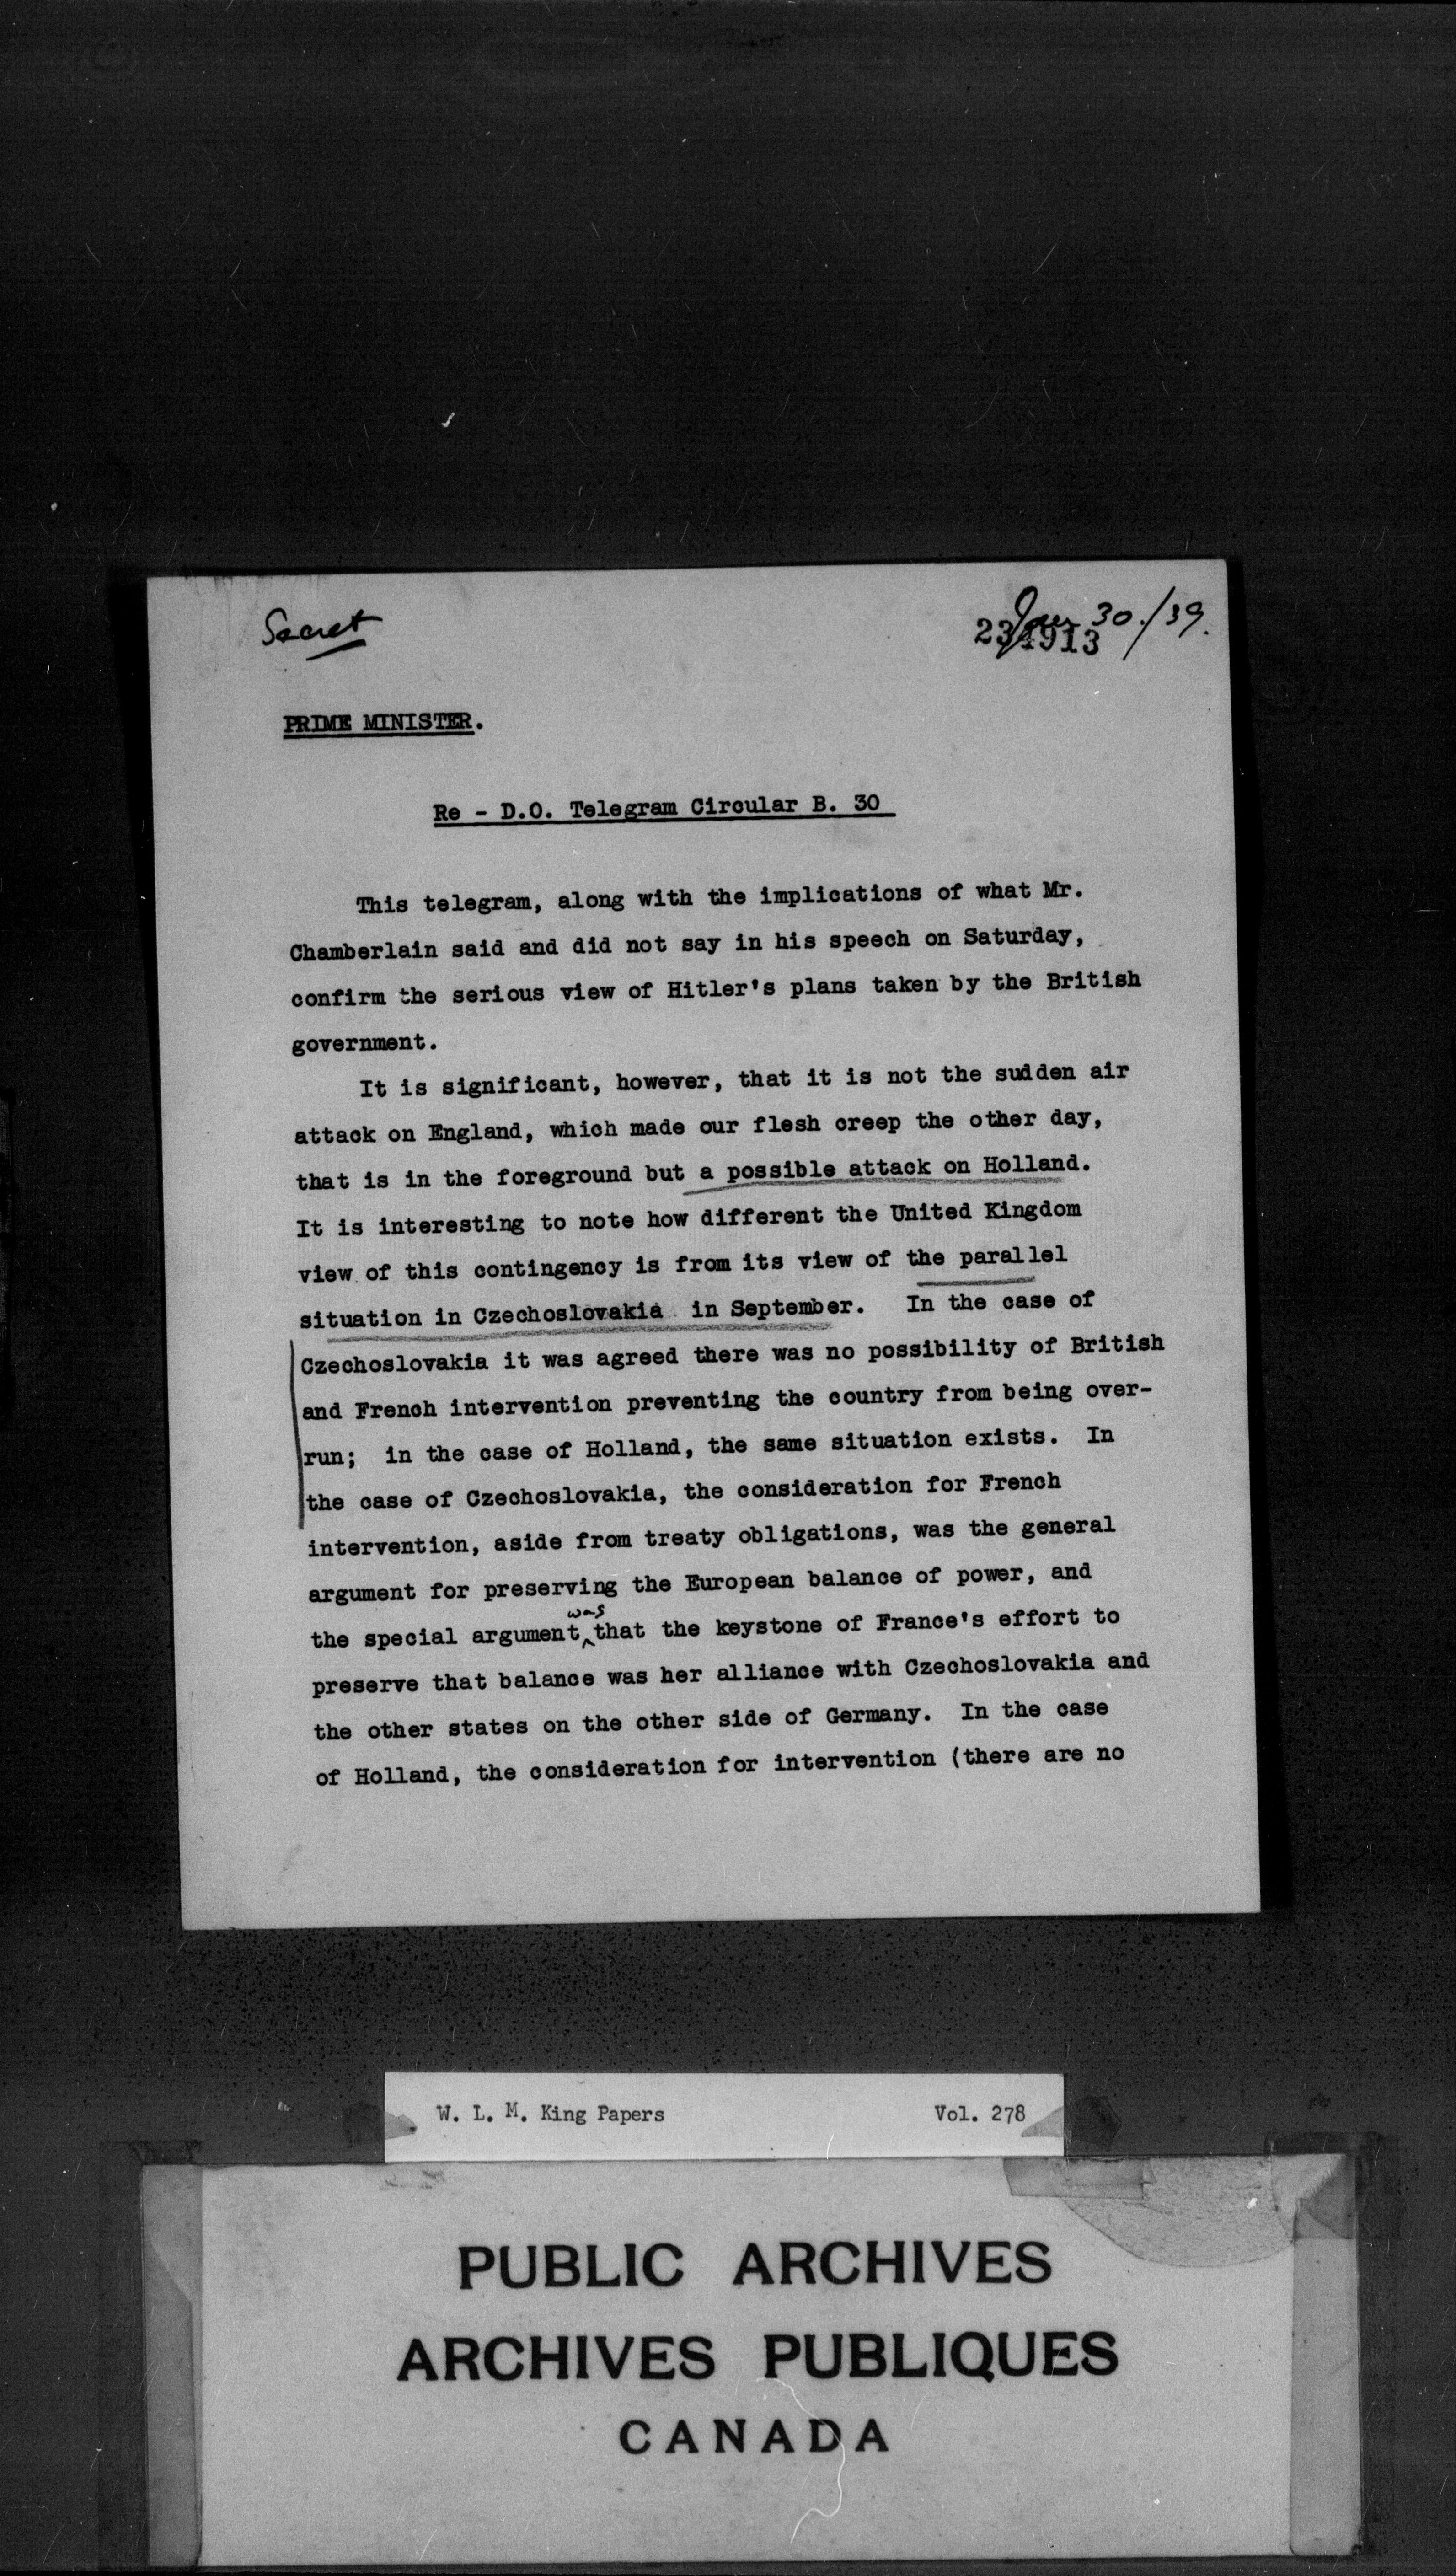 Secret
Jan 30./39.
234913
PRIME MINISTER.
Re - D.O. Telegram Circular B. 30
This telegram, along with the implications of what Mr.
Chamberlain said and did not say in his speech on Saturday,
confirm the serious view of Hitler's plans taken by the British
government.
It is significant, however, that it is not the sudden air
attack on England, which made our flesh creep the other day,
that is in the foreground but a possible attack on Holland.
It is interesting to note how different the United Kingdom
view of this contingency is from its view of the parallel
situation in Czechoslovakia in September. In the case of
Czechoslovakia it was agreed there was no possibility of British
and French intervention preventing the country from being over-
run; in the case of Holland, the same situation exists. In
the case of Czechoslovakia, the consideration for French
intervention, aside from treaty obligations, was the general
argument for preserving the European balance of power, and
the special argument was that the keystone of France's effort to
preserve that balance was her alliance with Czechoslovakia and
the other states on the other side of Germany. In the case
of Holland, the consideration for intervention (there are no
W. L. M. King Papers Vol. 278
PUBLIC ARCHIVES
ARCHIVES PUBLIQUES
CANADA